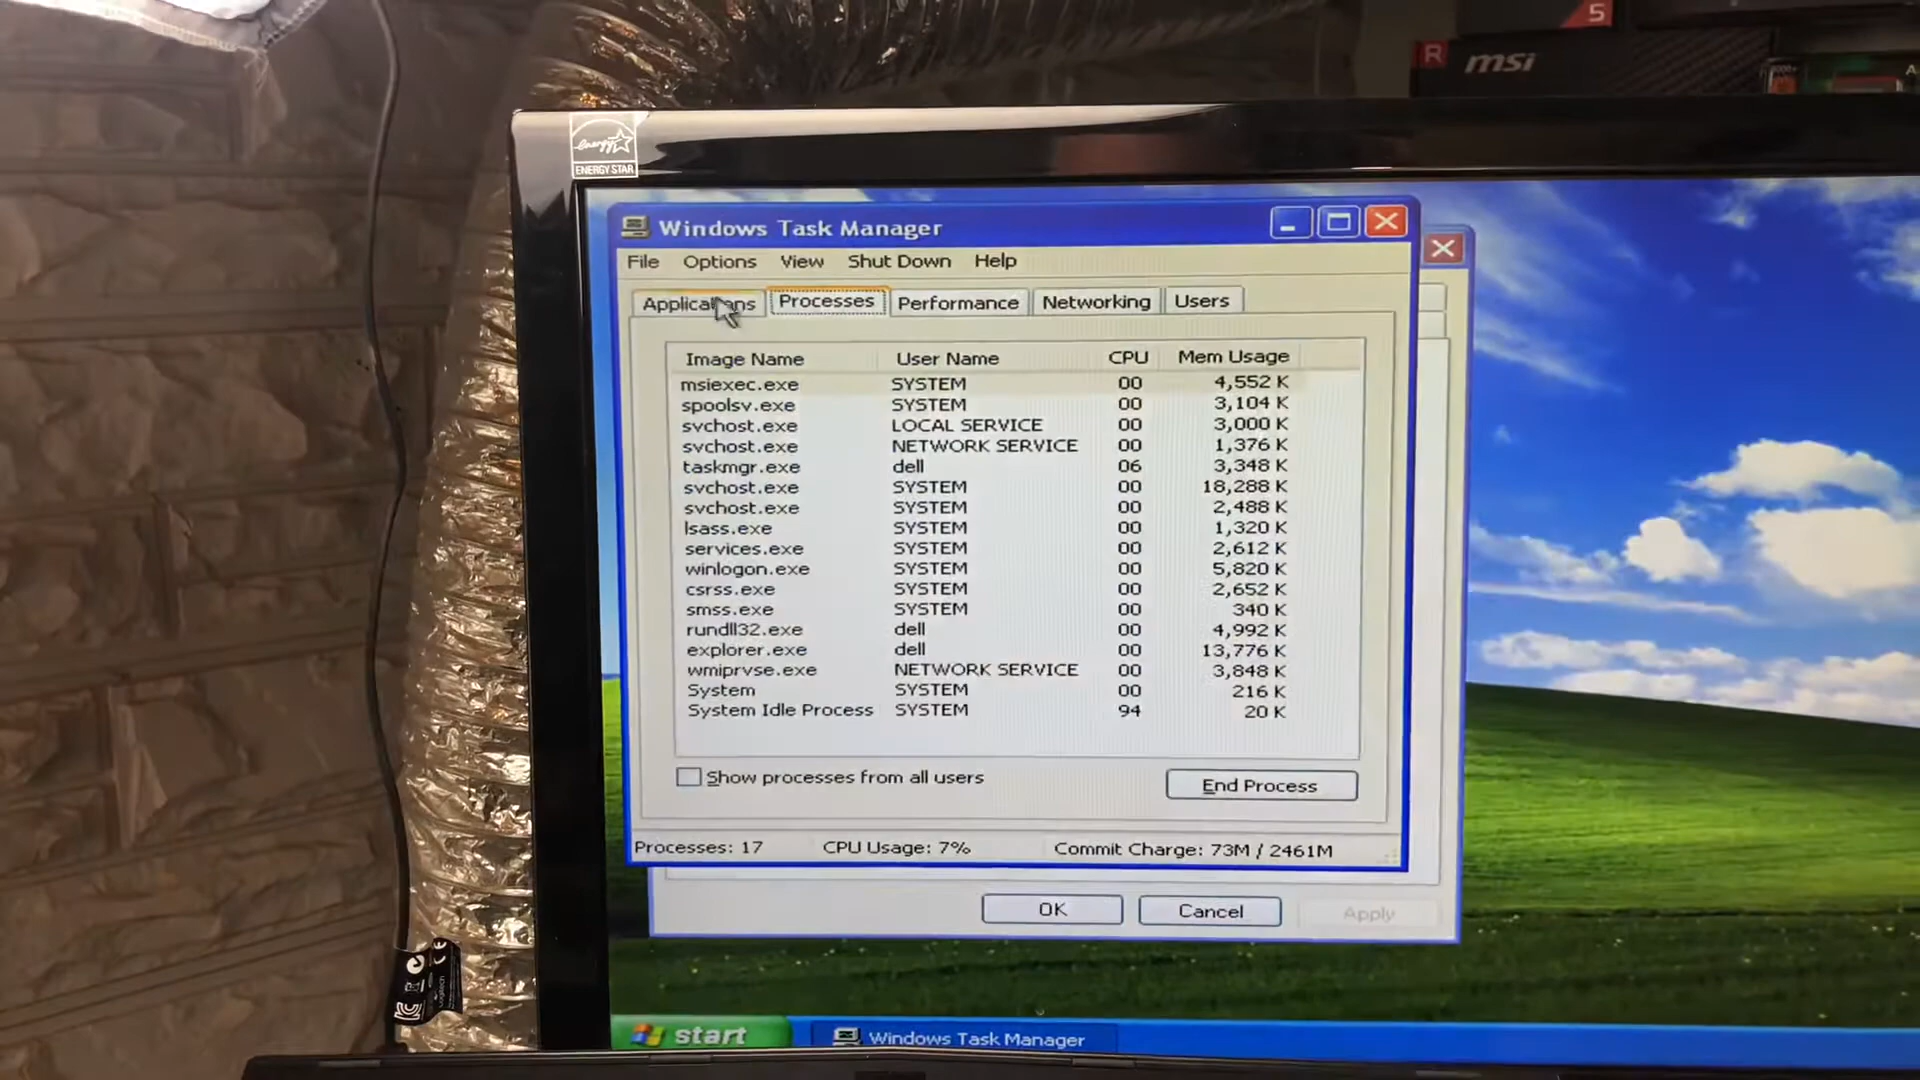 5
R msi
energy
ENERGY STAR
Windows Task Manager
File Options View Shut Down Help
Applications Processes Performance Networking Users
Image Name User Name CPU Mem Usage
msiexec.exe SYSTEM 00 4,552 K
spoolsv.exe SYSTEM 00 3,104 K
svchost.exe LOCAL SERVICE 00 3,000 K
svchost.exe NETWORK SERVICE 00 1,376 K
taskmgr.exe dell 06 3,348 K
svchost.exe SYSTEM 00 18,288 K
svchost.exe SYSTEM 00 2,488 K
lsass.exe SYSTEM 00 1,320 K
services.exe SYSTEM 00 2,612 K
winlogon.exe SYSTEM 00 5,820 K
csrss.exe SYSTEM 00 2,652 K
smss.exe SYSTEM 00 340 K
rundll32.exe dell 00 4,992 K
explorer.exe dell 00 13,776 K
wmiprvse.exe NETWORK SERVICE 00 3,848 K
System SYSTEM 00 216 K
System Idle Process SYSTEM 94 20 K
Show processes from all users End Process
Processes: 17 CPU Usage: 7% Commit Charge: 73M / 2461M
OK Cancel Apply
start Windows Task Manager